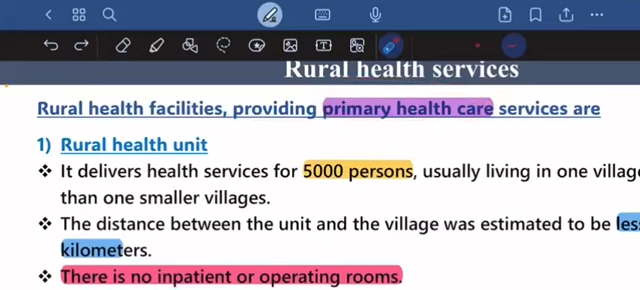 Rural health services
Rural health facilities, providing primary health care services are
1) Rural health unit
❖ It delivers health services for 5000 persons, usually living in one
than one smaller villages.
❖ The distance between the unit and the village was estimated to be
kilometers.
❖ There is no inpatient or operating rooms.